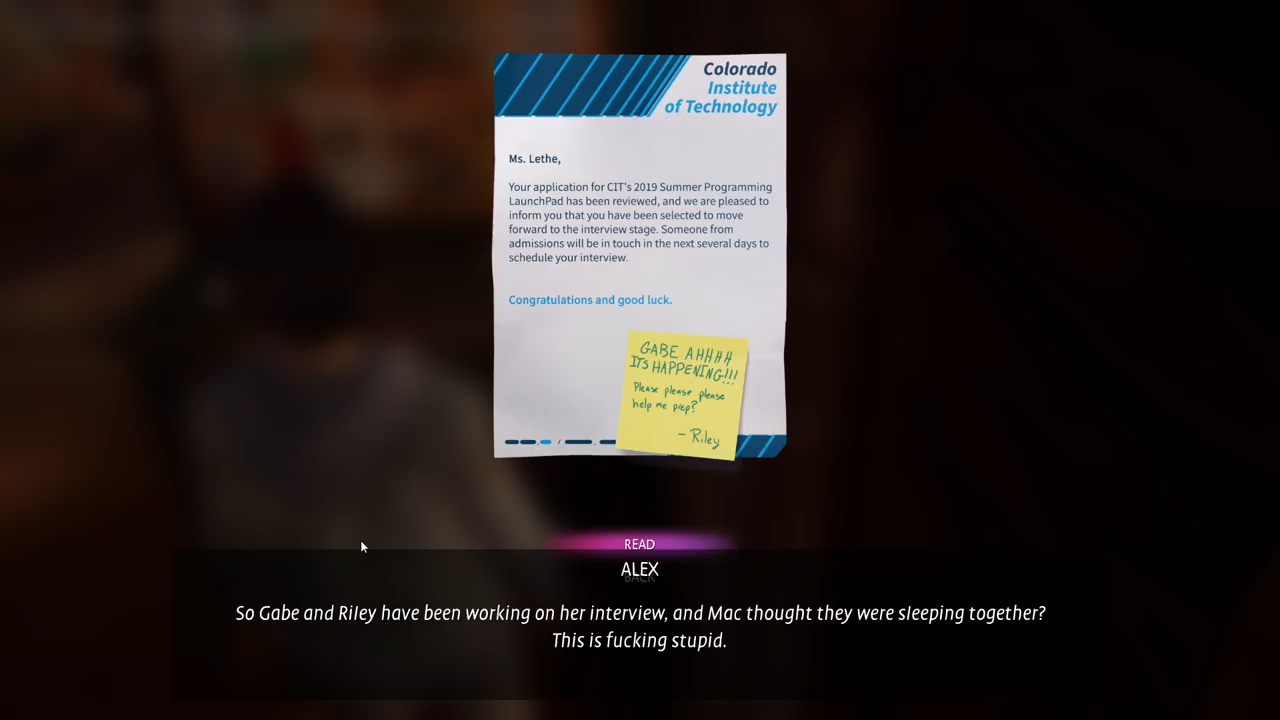 Colorado
Institute
of Technology
Ms. Lethe,
Your application for CIT's 2019 Summer Programming
LaunchPad has been reviewed, and we are pleased to
inform you that you have been selected to move
forward to the interview stage. Someone from
admissions will be in touch in the next several days to
schedule your interview.
Congratulations and good luck.
GABE AHHHH
ITS HAPPENING!!!
Please please please
help me prep?
- Riley
READ
ALEX
BACK
So Gabe and Riley have been working on her interview, and Mac thought they were sleeping together?
This is fucking stupid.